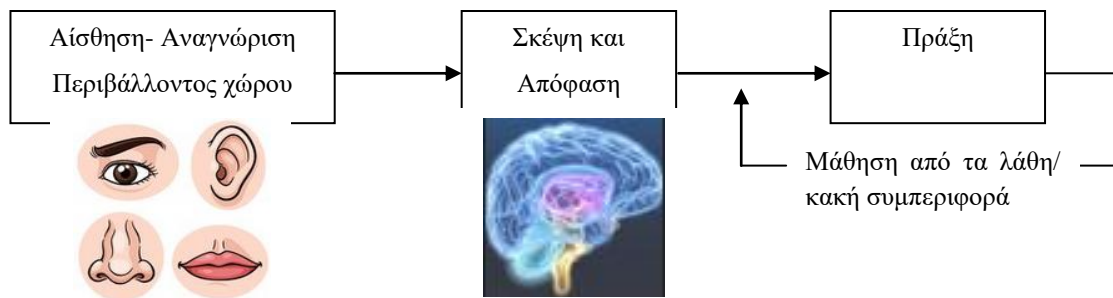 Αίσθηση- Αναγνώριση
Περιβάλλοντος χώρου
Σκέψη και
Απόφαση
Πράξη
Μάθηση από τα λάθη/
κακή συμπεριφορά